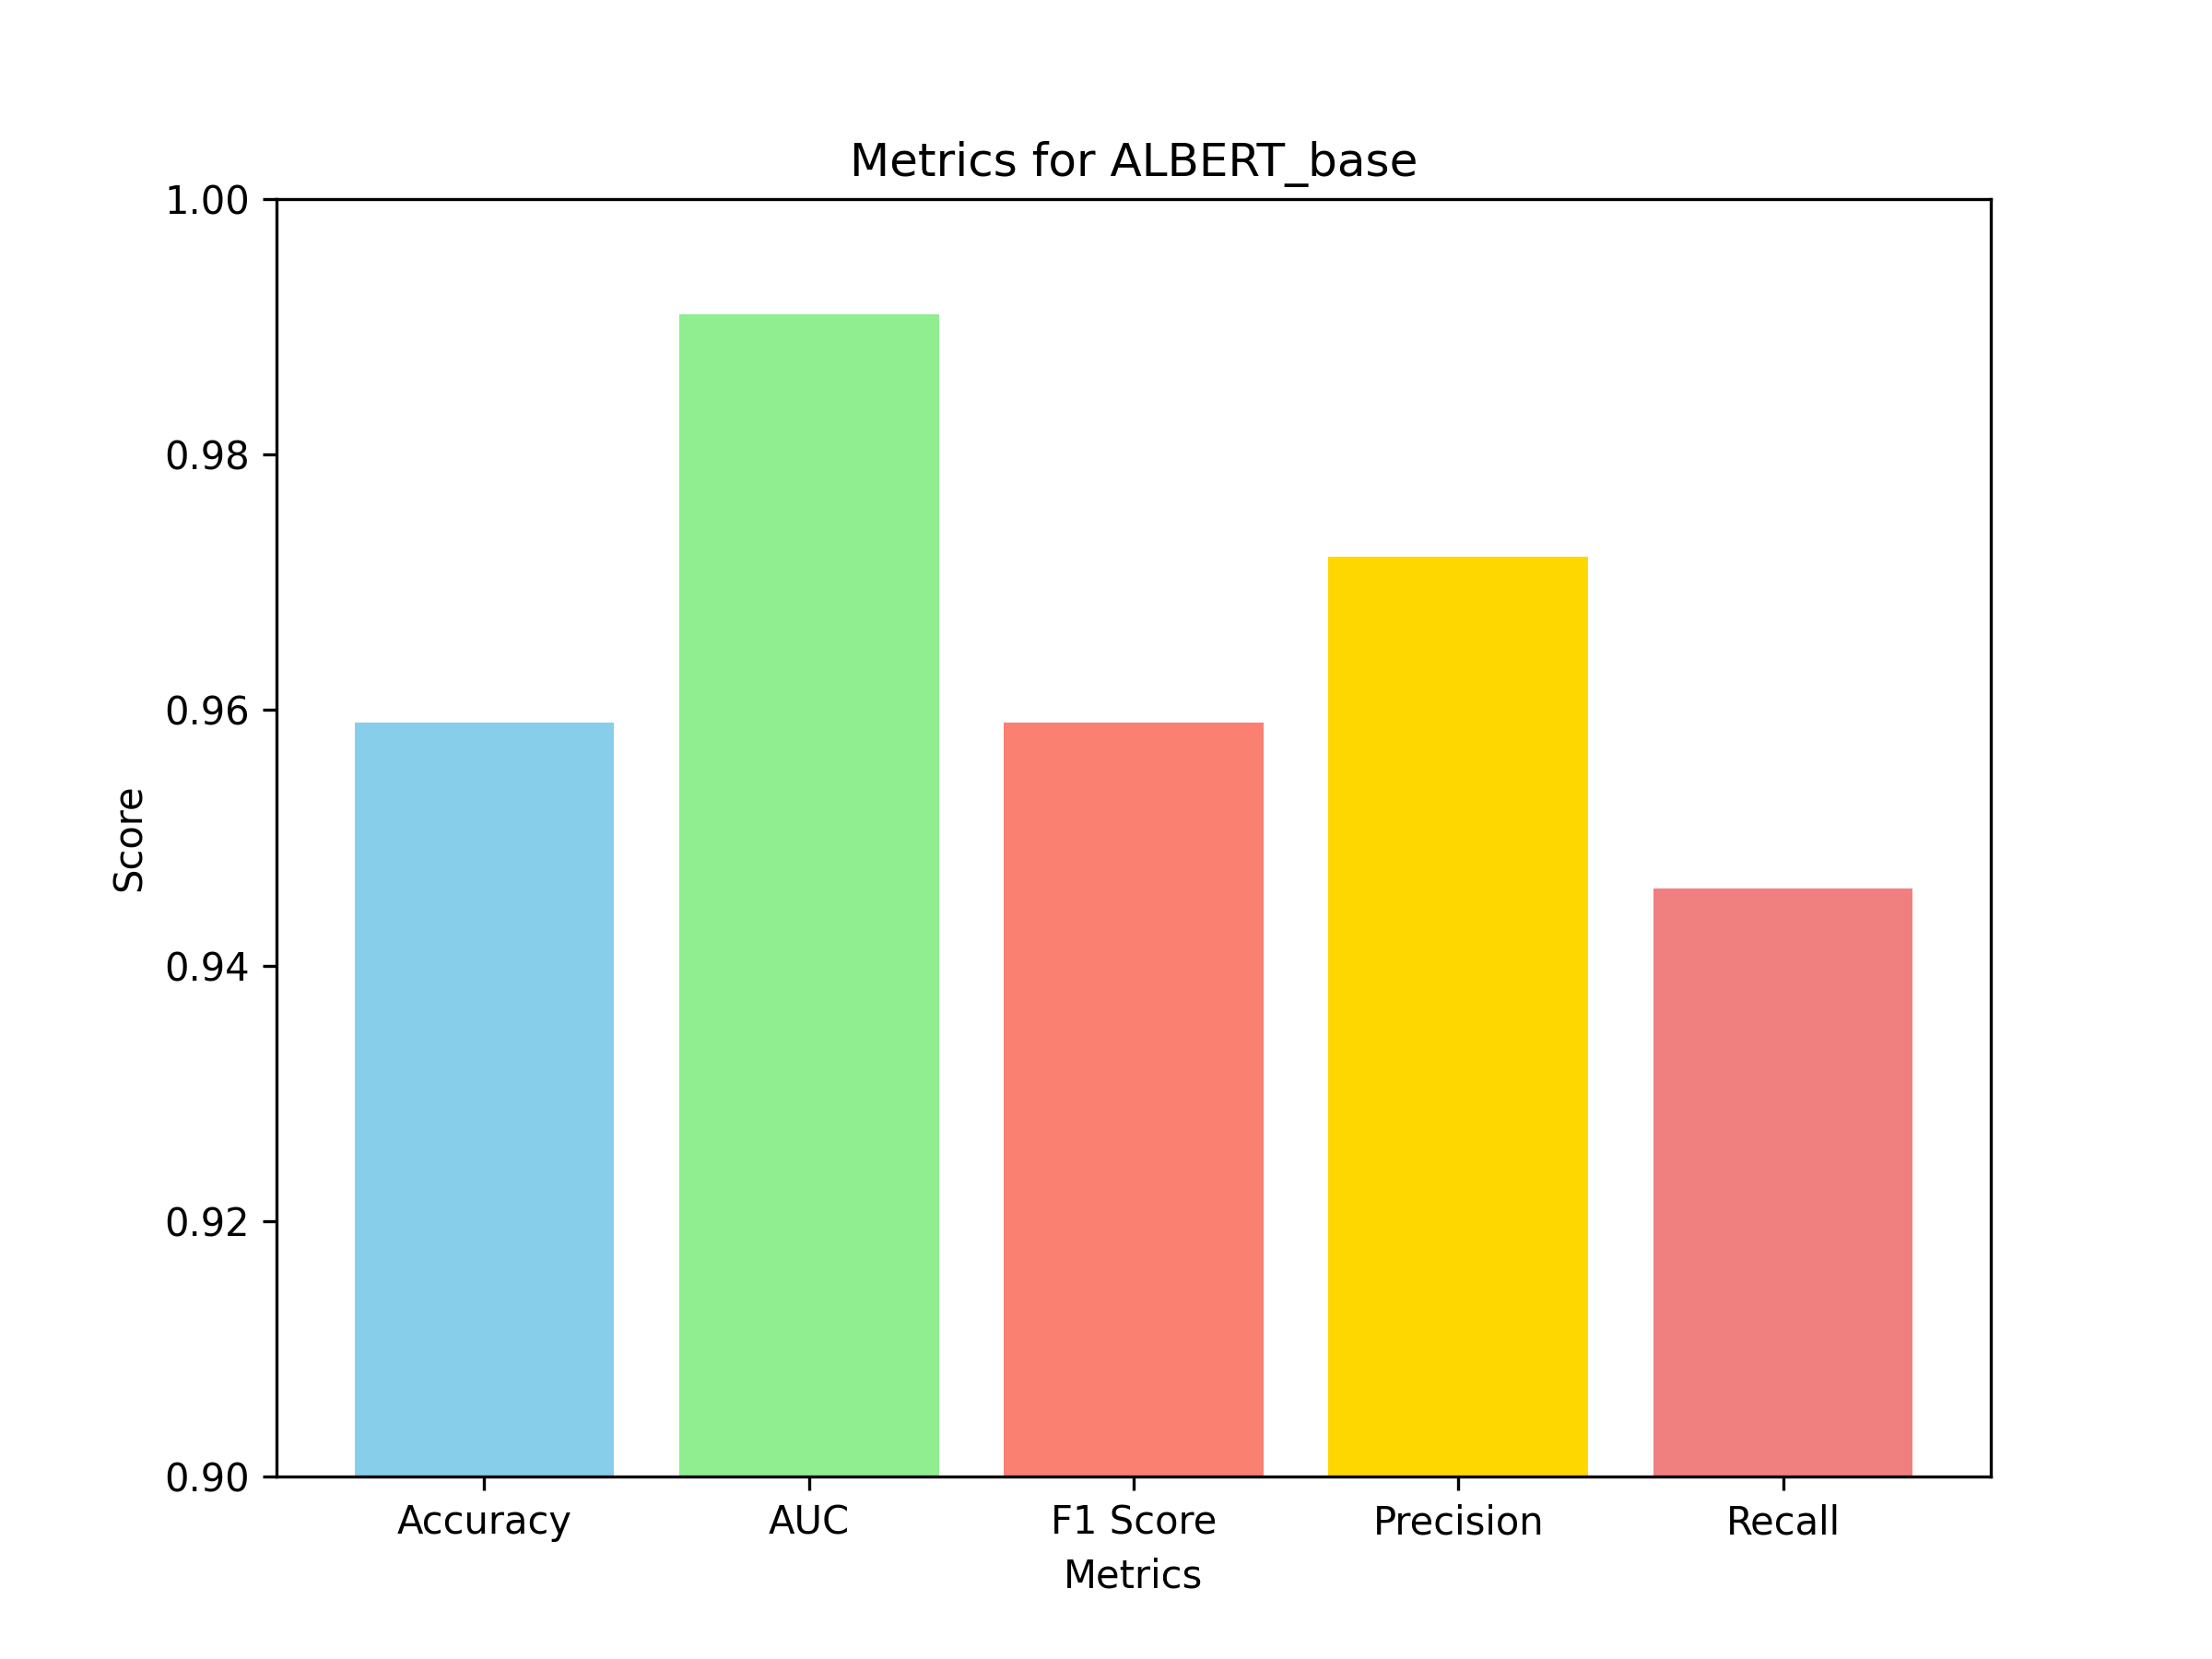 Metrics for ALBERT_base
1.00
0.98
0.96
0.94
0.92
0.90
Score
Accuracy AUC F1 Score Precision Recall
Metrics